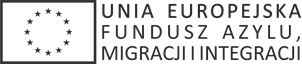 UNIA EUROPEJSKA
FUNDUSZ AZYLU,
MIGRACJI I INTEGRACJI